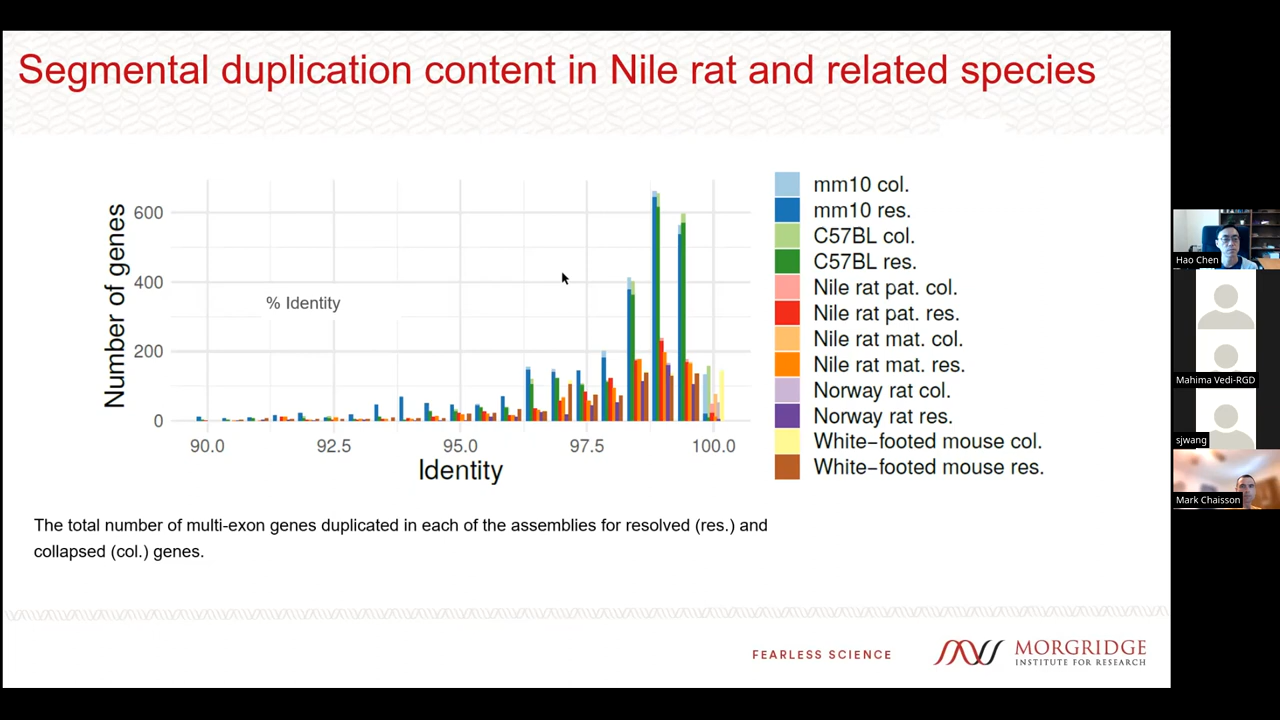 Segmental duplication content in Nile rat and related species
Number of genes
600
400
200
0
% Identity
90.0 92.5 95.0 97.5 100.0
Identity
mm10 col.
mm10 res.
C57BL col.
C57BL res.
Nile rat pat. col.
Nile rat pat. res.
Nile rat mat. col.
Nile rat mat. res.
Norway rat col.
Norway rat res.
White−footed mouse col.
White−footed mouse res.
The total number of multi-exon genes duplicated in each of the assemblies for resolved (res.) and
collapsed (col.) genes.
FEARLESS SCIENCE
MORGRIDGE
INSTITUTE FOR RESEARCH
Hao Chen
Mahima Vedi-RGD
sjwang
Mark Chaisson